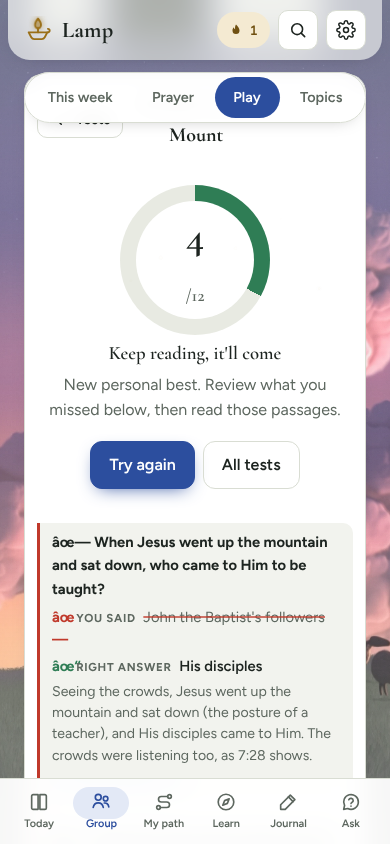 Lamp
1
This week
Prayer
Play
Topics
Mount
4
/12
Keep reading, it'll come
New personal best. Review what you
missed below, then read those passages.
Try again
All tests
âœ— When Jesus went up the mountain
and sat down, who came to Him to be
taught?
âœ— YOU SAID John the Baptist's followers
âœ“ RIGHT ANSWER His disciples
Seeing the crowds, Jesus went up the
mountain and sat down (the posture of a
teacher), and His disciples came to Him. The
crowds were listening too, as 7:28 shows.
Today
Group
My path
Learn
Journal
Ask